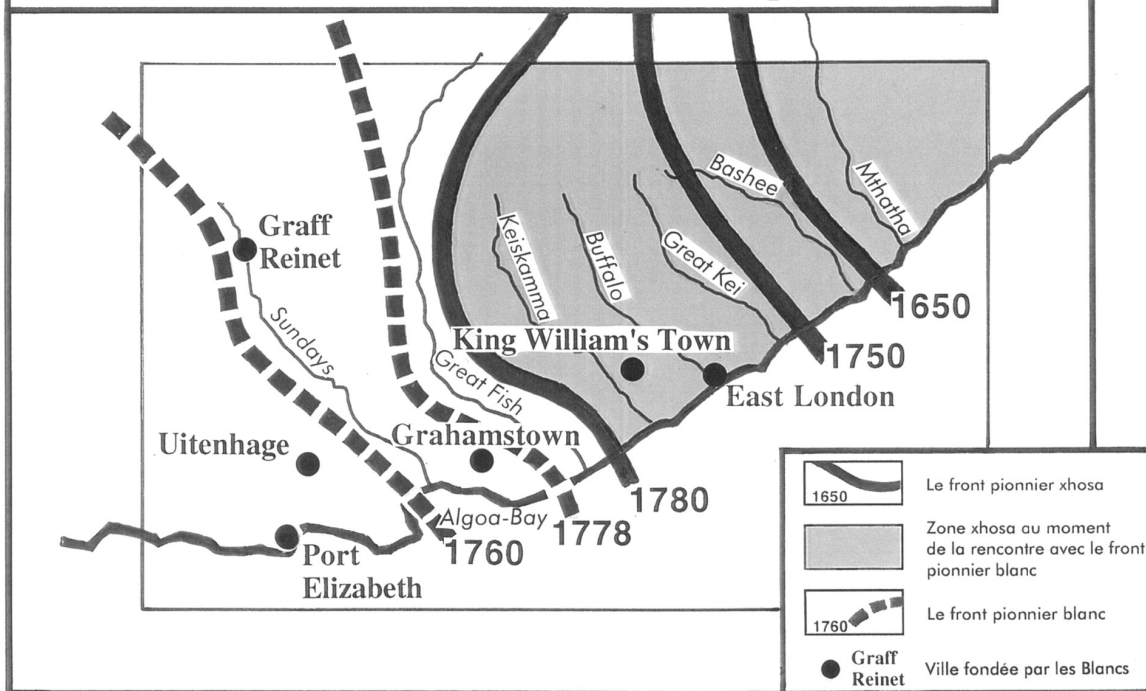 Graff
Reinet
Sundays
Uitenhage
Port
Elizabeth
Algoa-Bay
1760
1778
1780
Grahamstown
Great Fish
Keiskamma
Buffalo
Great Kei
Bashee
Mthatha
1650
1750
King William's Town
East London
1650
Le front pionnier xhosa
Zone xhosa au moment
de la rencontre avec le front
pionnier blanc
1760
Le front pionnier blanc
Graff
Reinet
Ville fondée par les Blancs